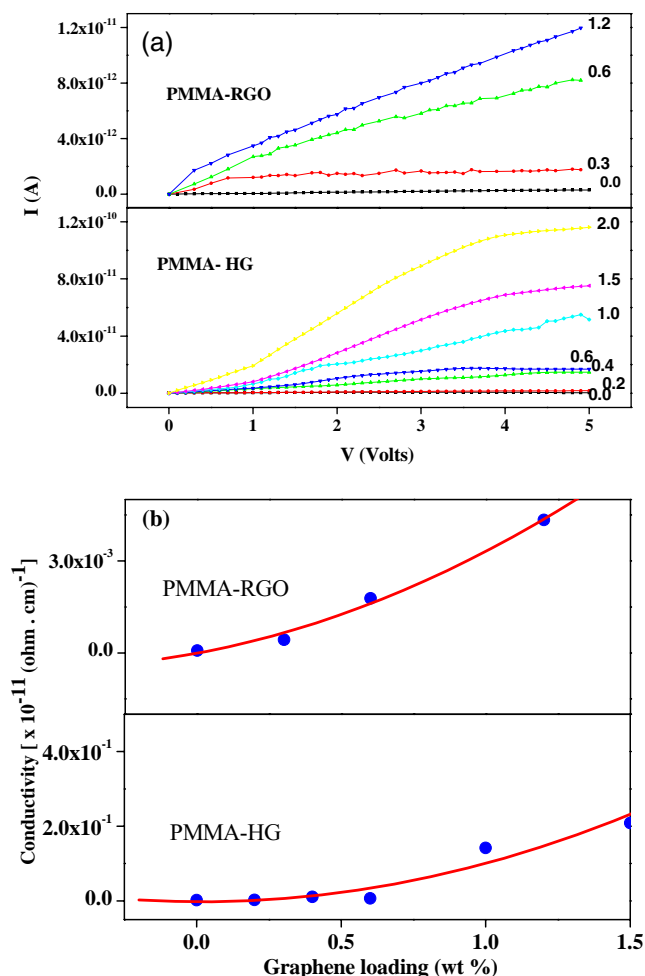 (a)
1.2x10⁻¹¹
1.2
PMMA-RGO
0.6
8.0x10⁻¹²
4.0x10⁻¹²
0.3
0.0
0.0
I (A)
1.2x10⁻¹⁰
2.0
PMMA- HG
8.0x10⁻¹¹
1.5
1.0
4.0x10⁻¹¹
0.6
0.4
0.2
0.0
0.0
0 1 2 3 4 5
V (Volts)
(b)
3.0x10⁻³
PMMA-RGO
0.0
Conductivity [ x 10⁻¹¹ (ohm . cm)⁻¹]
4.0x10⁻¹
2.0x10⁻¹
PMMA-HG
0.0
0.0 0.5 1.0 1.5
Graphene loading (wt %)